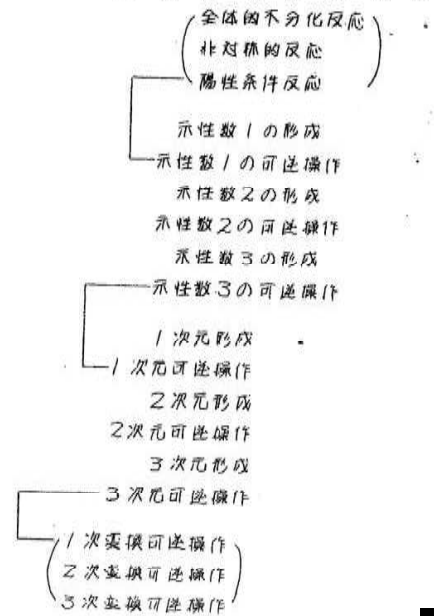 全体的不分化反応
非対称的反応
陽性条件反応
示性数1の形成
示性数1の可逆操作
示性数2の形成
示性数2の可逆操作
示性数3の形成
示性数3の可逆操作
1次元形成
1次元可逆操作
2次元形成
2次元可逆操作
3次元形成
3次元可逆操作
1次変換可逆操作
2次変換可逆操作
3次変換可逆操作